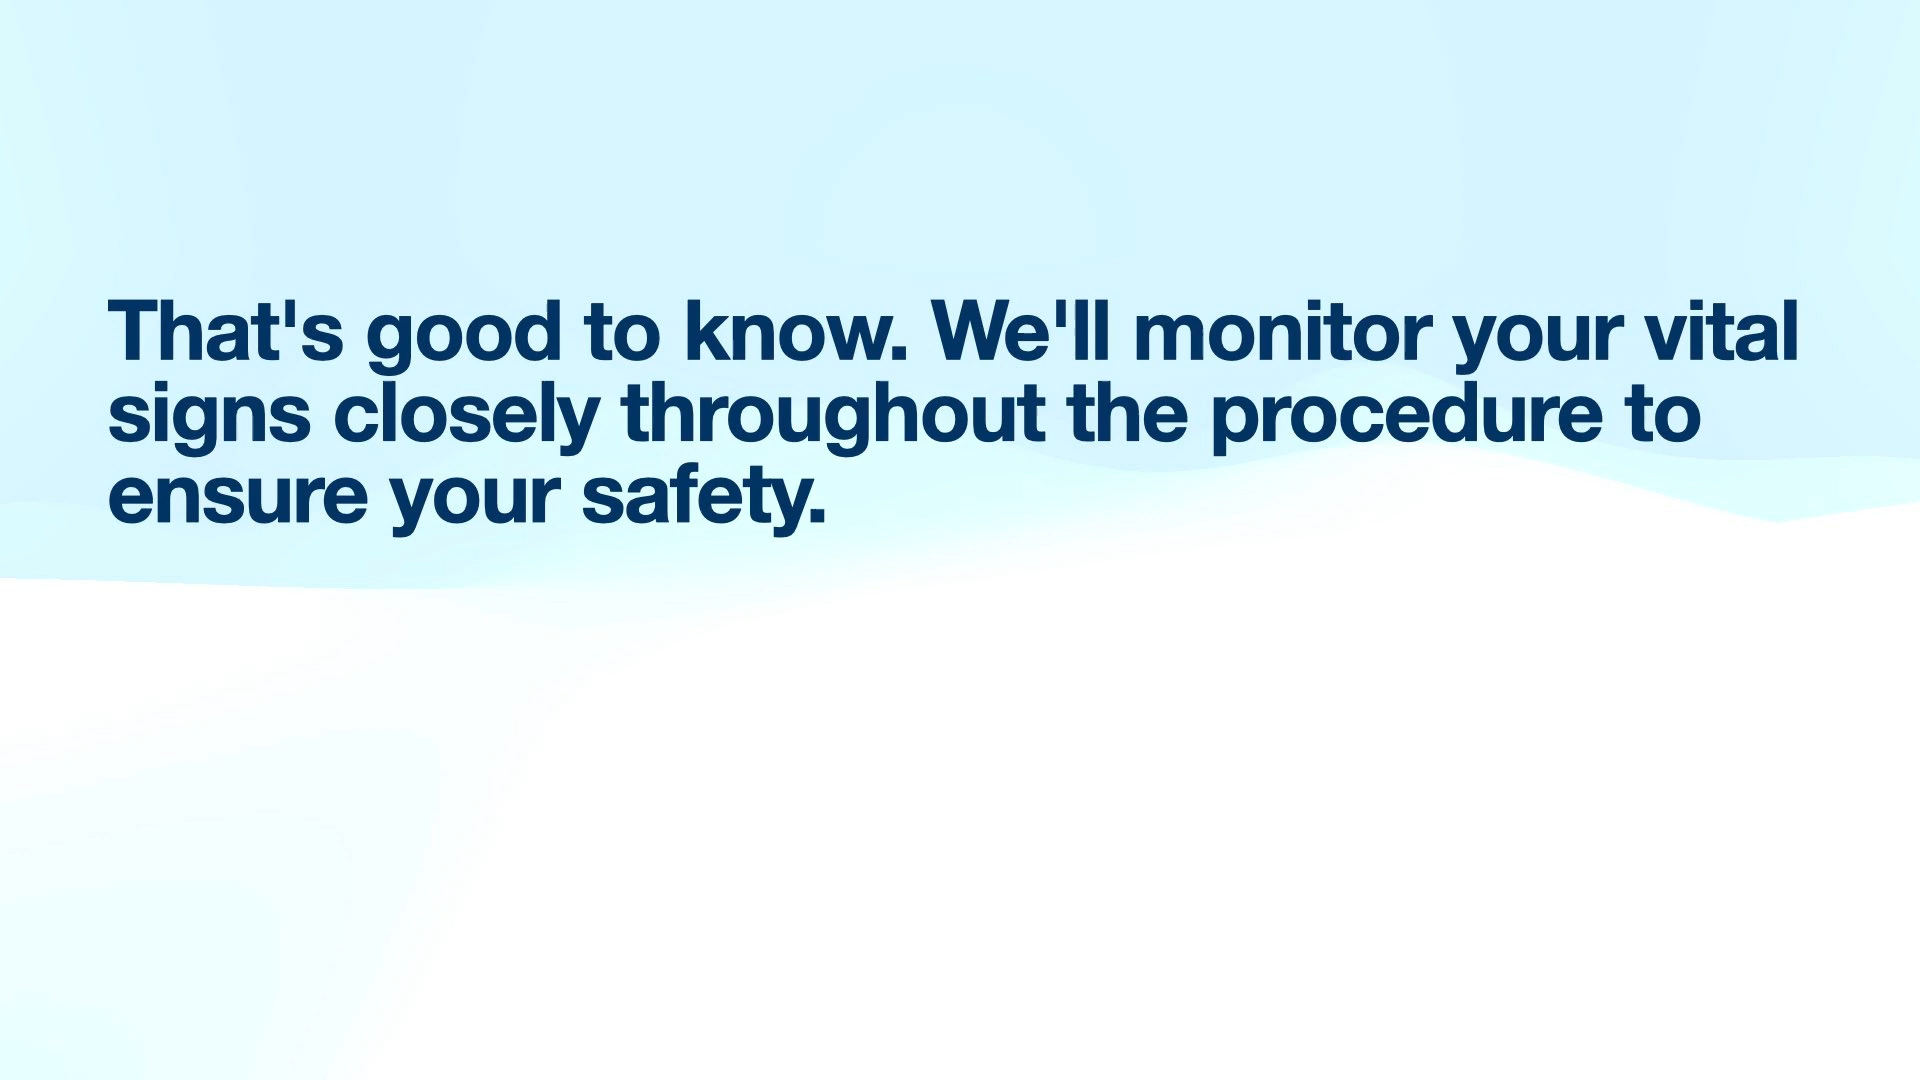 That's good to know. We'll monitor your vital
signs closely throughout the procedure to
ensure your safety.